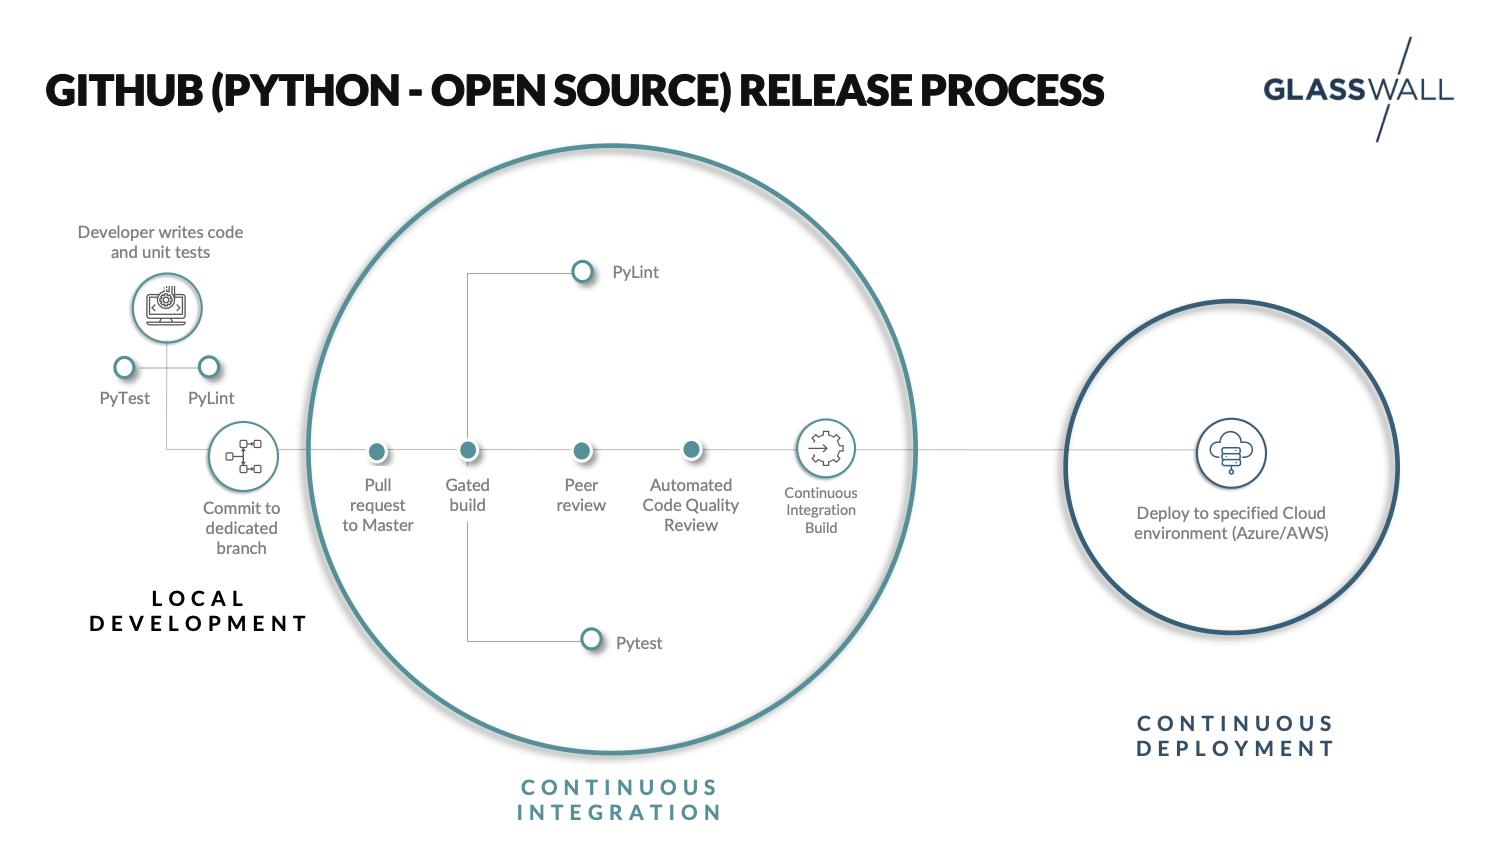 GITHUB (PYTHON - OPEN SOURCE) RELEASE PROCESS
GLASSWALL
Developer writes code
and unit tests
PyTest
PyLint
Commit to
dedicated
branch
LOCAL
DEVELOPMENT
PyLint
Pull
request
to Master
Gated
build
Peer
review
Automated
Code Quality
Review
Continuous
Integration
Build
Pytest
CONTINUOUS
INTEGRATION
Deploy to specified Cloud
environment (Azure/AWS)
CONTINUOUS
DEPLOYMENT